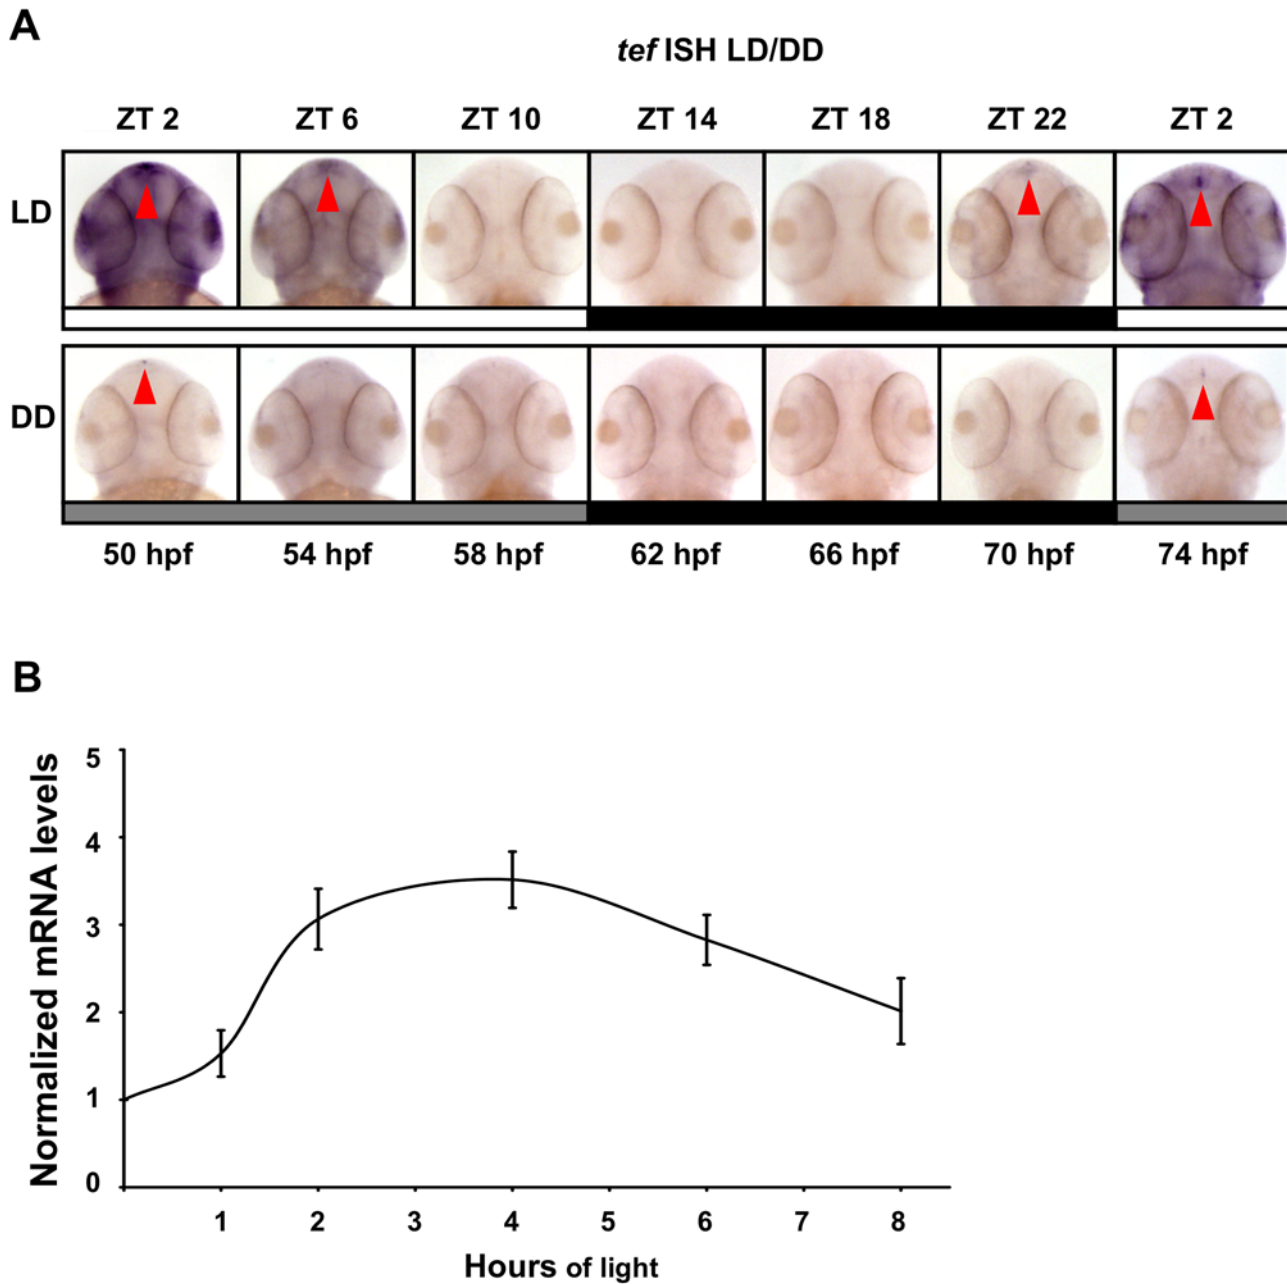 A
tef ISH LD/DD
ZT 2 ZT 6 ZT 10 ZT 14 ZT 18 ZT 22 ZT 2
LD
DD
50 hpf 54 hpf 58 hpf 62 hpf 66 hpf 70 hpf 74 hpf
B
Normalized mRNA levels
5
4
3
2
1
0
1 2 3 4 5 6 7 8
Hours of light